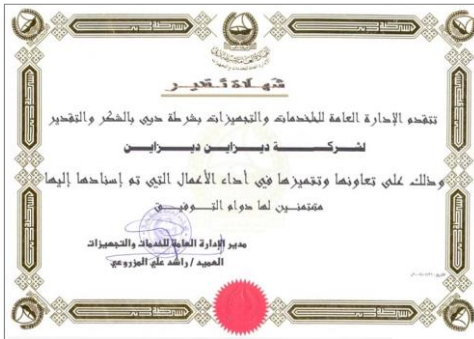 شهادة تقدير
تتقدم الإدارة العامة للخدمات والتجهيزات بشرطة دبي بالشكر والتقدير
لشركة ديزاين ديزاين
وذلك على تعاونها وتميزها في أداء الأعمال التي تم إسنادها إليها
متمنين لها دوام التوفيق
مدير الإدارة العامة للخدمات والتجهيزات
العميد / راشد علي المزروعي